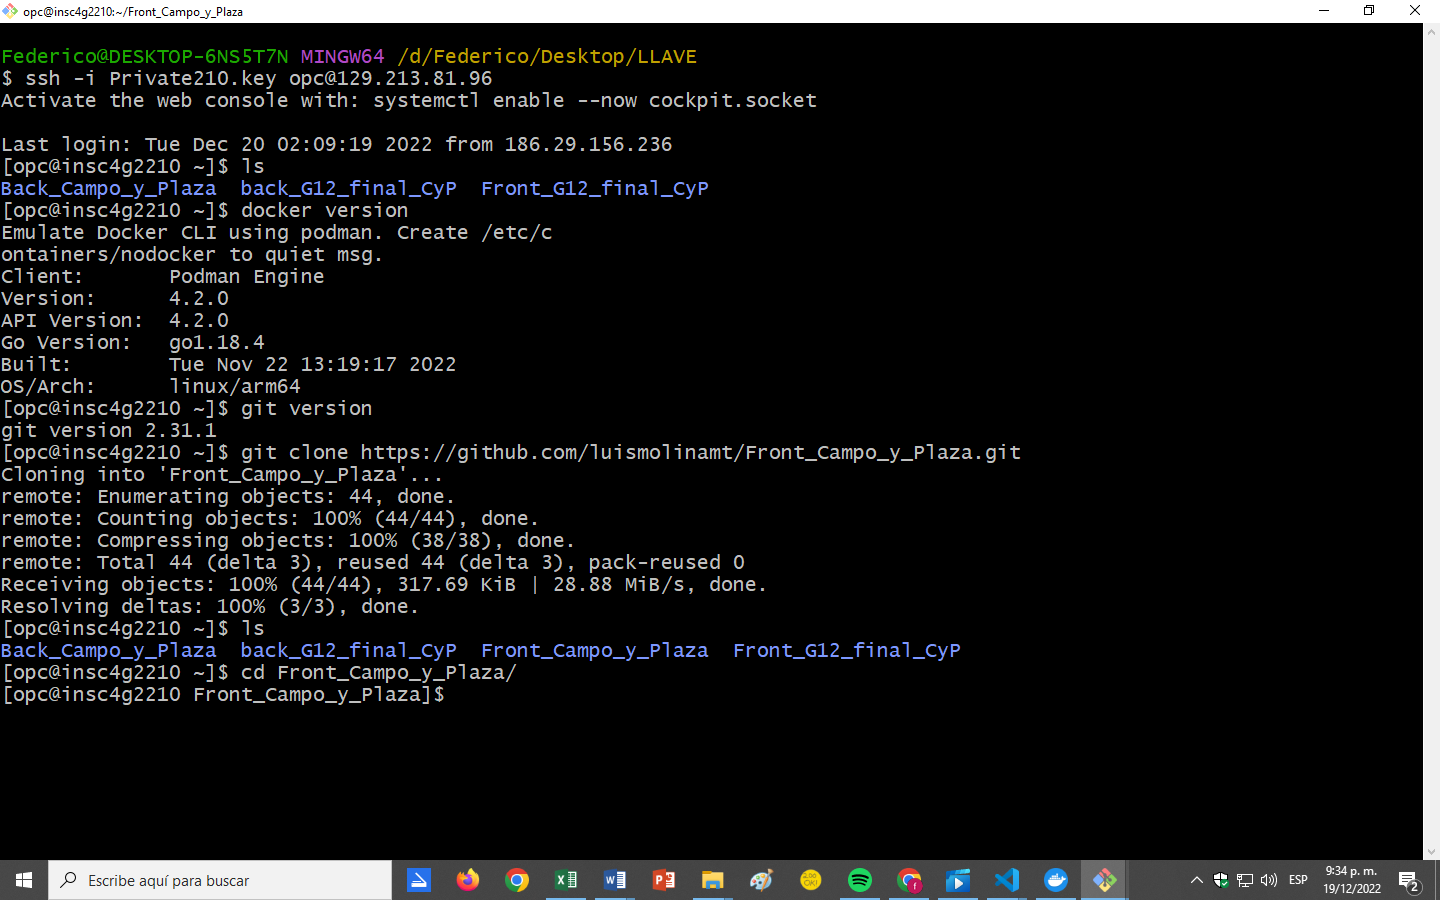 opc@insc4g2210:~/Front_Campo_y_Plaza
Federico@DESKTOP-6NS5T7N MINGW64 /d/Federico/Desktop/LLAVE
$ ssh -i Private210.key opc@129.213.81.96
Activate the web console with: systemctl enable --now cockpit.socket
Last login: Tue Dec 20 02:09:19 2022 from 186.29.156.236
[opc@insc4g2210 ~]$ ls
Back_Campo_y_Plaza  back_G12_final_CyP  Front_G12_final_CyP
[opc@insc4g2210 ~]$ docker version
Emulate Docker CLI using podman. Create /etc/c
ontainers/nodocker to quiet msg.
Client:       Podman Engine
Version:      4.2.0
API Version:  4.2.0
Go Version:   go1.18.4
Built:        Tue Nov 22 13:19:17 2022
OS/Arch:      linux/arm64
[opc@insc4g2210 ~]$ git version
git version 2.31.1
[opc@insc4g2210 ~]$ git clone https://github.com/luismolinamt/Front_Campo_y_Plaza.git
Cloning into 'Front_Campo_y_Plaza'...
remote: Enumerating objects: 44, done.
remote: Counting objects: 100% (44/44), done.
remote: Compressing objects: 100% (38/38), done.
remote: Total 44 (delta 3), reused 44 (delta 3), pack-reused 0
Receiving objects: 100% (44/44), 317.69 KiB | 28.88 MiB/s, done.
Resolving deltas: 100% (3/3), done.
[opc@insc4g2210 ~]$ ls
Back_Campo_y_Plaza  back_G12_final_CyP  Front_Campo_y_Plaza  Front_G12_final_CyP
[opc@insc4g2210 ~]$ cd Front_Campo_y_Plaza/
[opc@insc4g2210 Front_Campo_y_Plaza]$
Escribe aquí para buscar
ESP
9:34 p. m.
19/12/2022
2